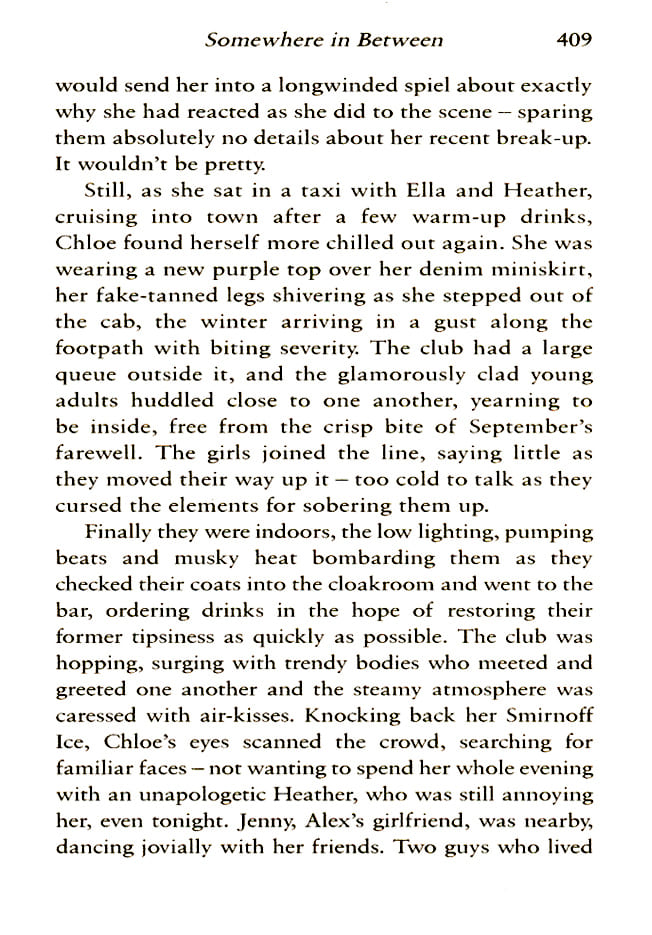 Somewhere in Between 409
would send her into a longwinded spiel about exactly
why she had reacted as she did to the scene – sparing
them absolutely no details about her recent break-up.
It wouldn't be pretty.
Still, as she sat in a taxi with Ella and Heather,
cruising into town after a few warm-up drinks,
Chloe found herself more chilled out again. She was
wearing a new purple top over her denim miniskirt,
her fake-tanned legs shivering as she stepped out of
the cab, the winter arriving in a gust along the
footpath with biting severity. The club had a large
queue outside it, and the glamorously clad young
adults huddled close to one another, yearning to
be inside, free from the crisp bite of September's
farewell. The girls joined the line, saying little as
they moved their way up it – too cold to talk as they
cursed the elements for sobering them up.
Finally they were indoors, the low lighting, pumping
beats and musky heat bombarding them as they
checked their coats into the cloakroom and went to the
bar, ordering drinks in the hope of restoring their
former tipsiness as quickly as possible. The club was
hopping, surging with trendy bodies who meeted and
greeted one another and the steamy atmosphere was
caressed with air-kisses. Knocking back her Smirnoff
Ice, Chloe's eyes scanned the crowd, searching for
familiar faces – not wanting to spend her whole evening
with an unapologetic Heather, who was still annoying
her, even tonight. Jenny, Alex's girlfriend, was nearby,
dancing jovially with her friends. Two guys who lived